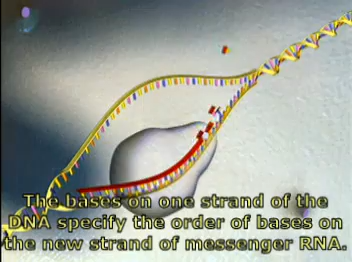 The bases on one strand of the
DNA specify the order of bases on
the new strand of messenger RNA.